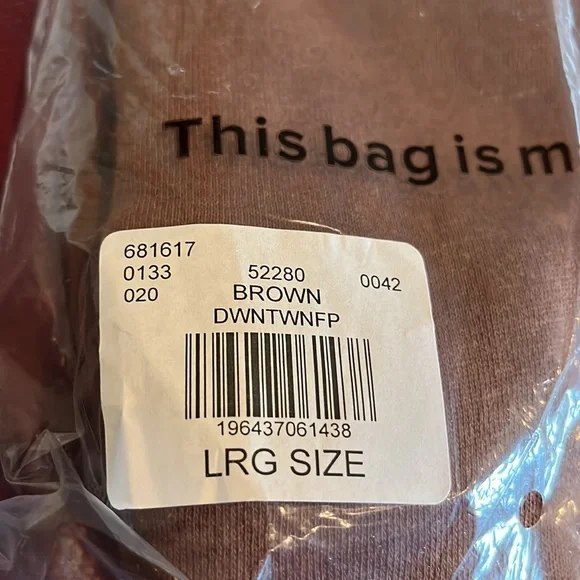 This bag is m
681617
0133 52280 0042
020 BROWN
DWNTWNFP
196437061438
LRG SIZE